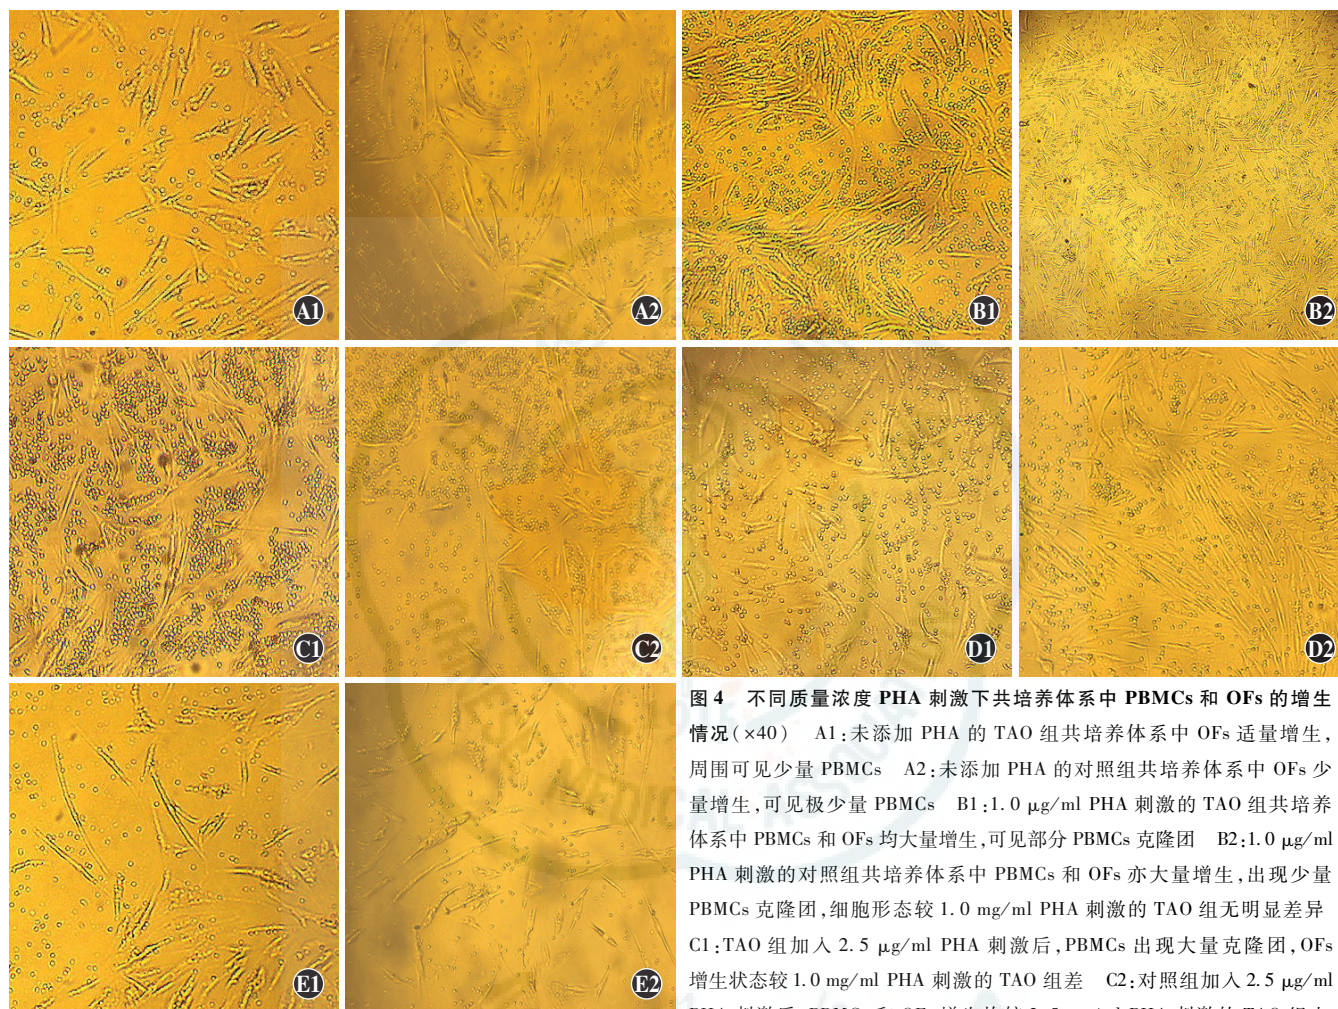 A1
A2
B1
B2
C1
C2
D1
D2
E1
E2
图 4 不同质量浓度 PHA 刺激下共培养体系中 PBMCs 和 OFs 的增生
情况(×40) A1:未添加 PHA 的 TAO 组共培养体系中 OFs 适量增生,
周围可见少量 PBMCs A2:未添加 PHA 的对照组共培养体系中 OFs 少
量增生,可见极少量 PBMCs B1:1.0 μg/ml PHA 刺激的 TAO 组共培养
体系中 PBMCs 和 OFs 均大量增生,可见部分 PBMCs 克隆团 B2:1.0 μg/ml
PHA 刺激的对照组共培养体系中 PBMCs 和 OFs 亦大量增生,出现少量
PBMCs 克隆团,细胞形态较 1.0 mg/ml PHA 刺激的 TAO 组无明显差异
C1:TAO 组加入 2.5 μg/ml PHA 刺激后,PBMCs 出现大量克隆团,OFs
增生状态较 1.0 mg/ml PHA 刺激的 TAO 组差 C2:对照组加入 2.5 μg/ml
MEDICAL ASSO